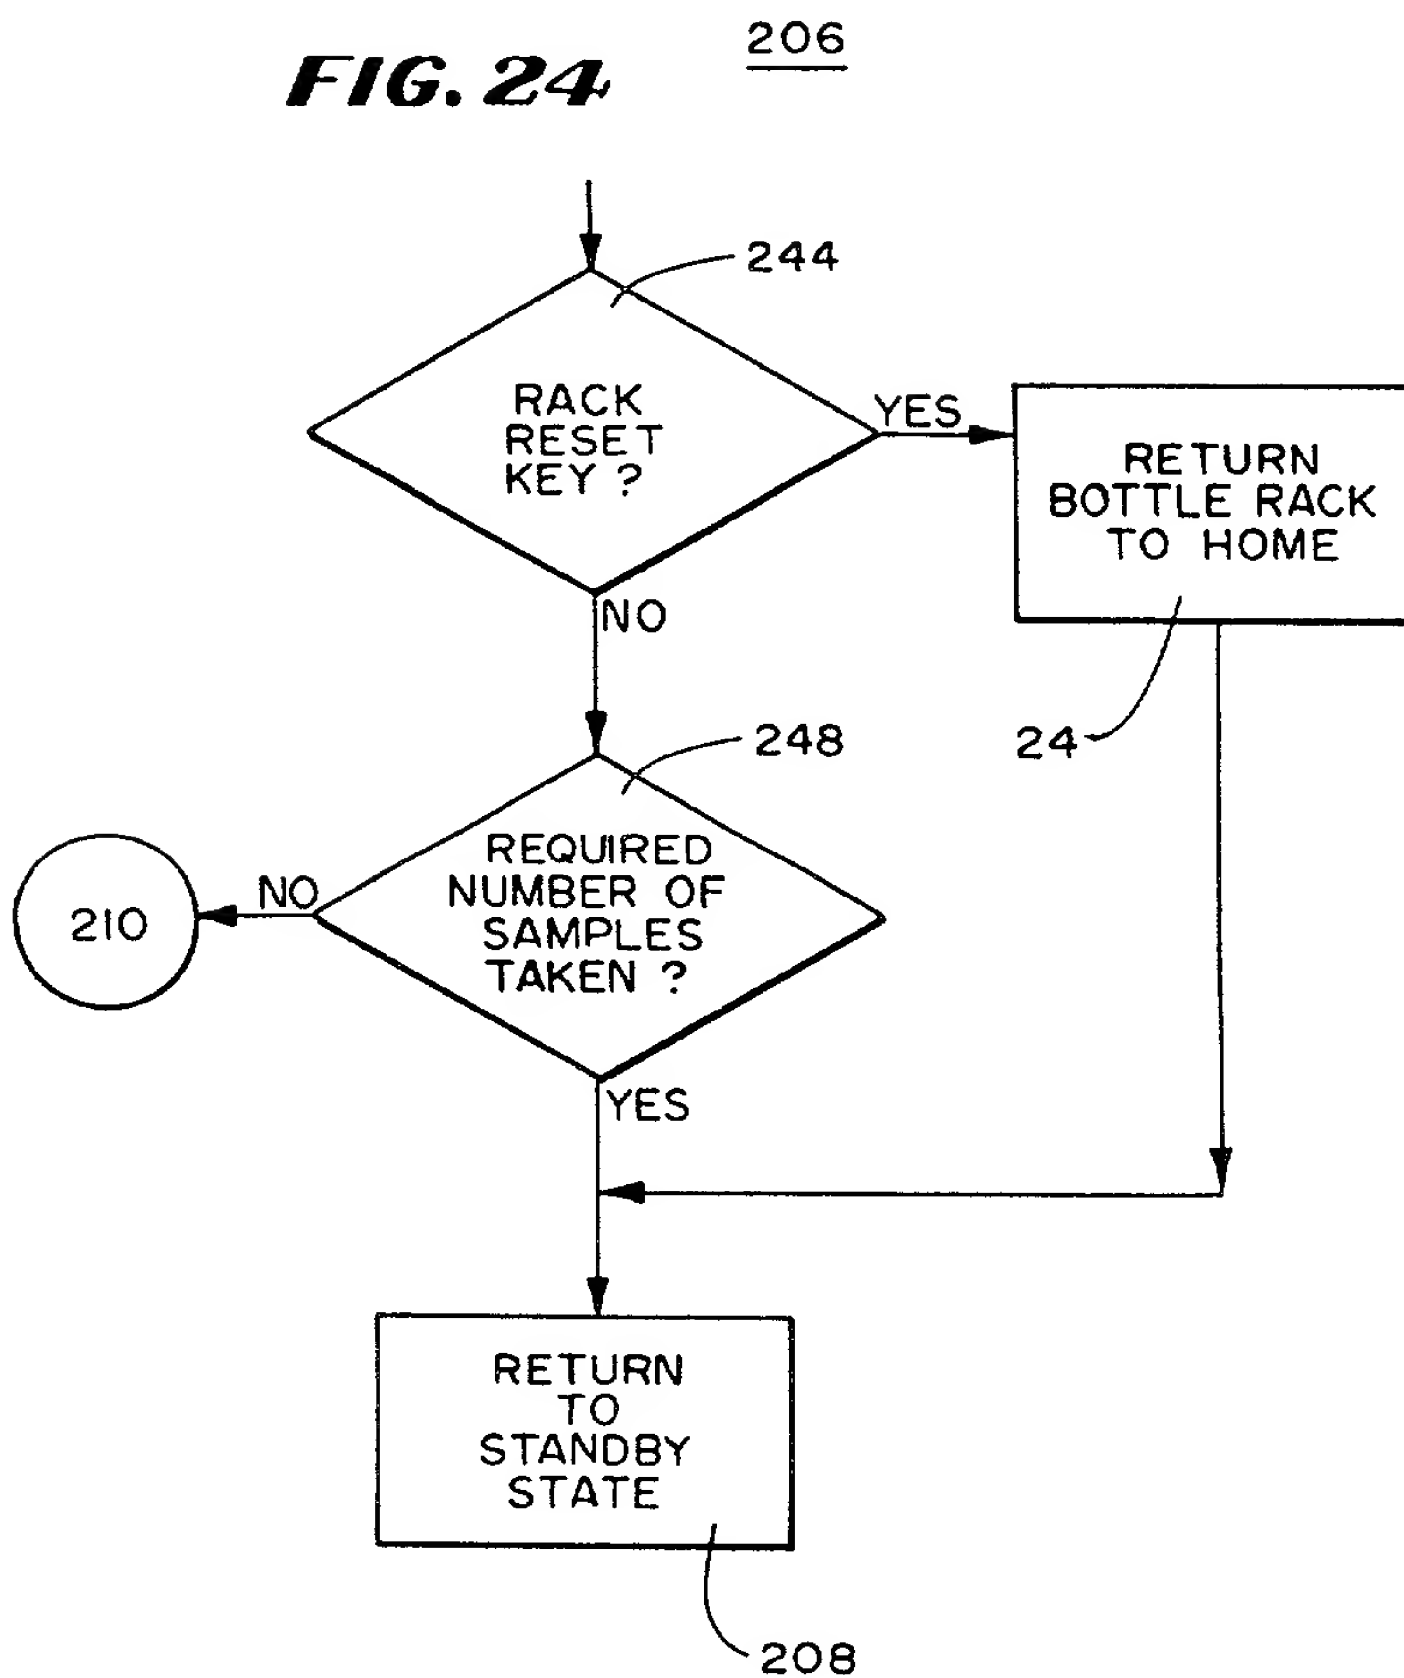 FIG. 24
206
244
RACK
RESET
KEY ?
YES
RETURN
BOTTLE RACK
TO HOME
NO
24
248
REQUIRED
NUMBER OF
SAMPLES
TAKEN ?
NO
210
YES
RETURN
TO
STANDBY
STATE
208